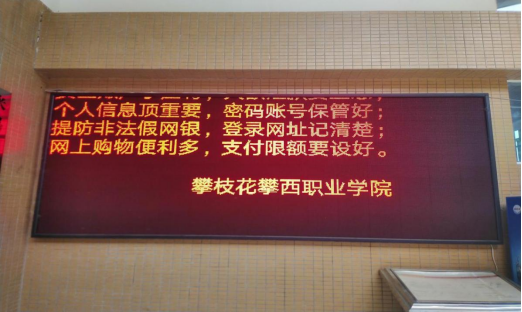 个人信息顶重要，密码账号保管好；
提防非法假网银，登录网址记清楚；
网上购物便利多，支付限额要设好。
攀枝花攀西职业学院